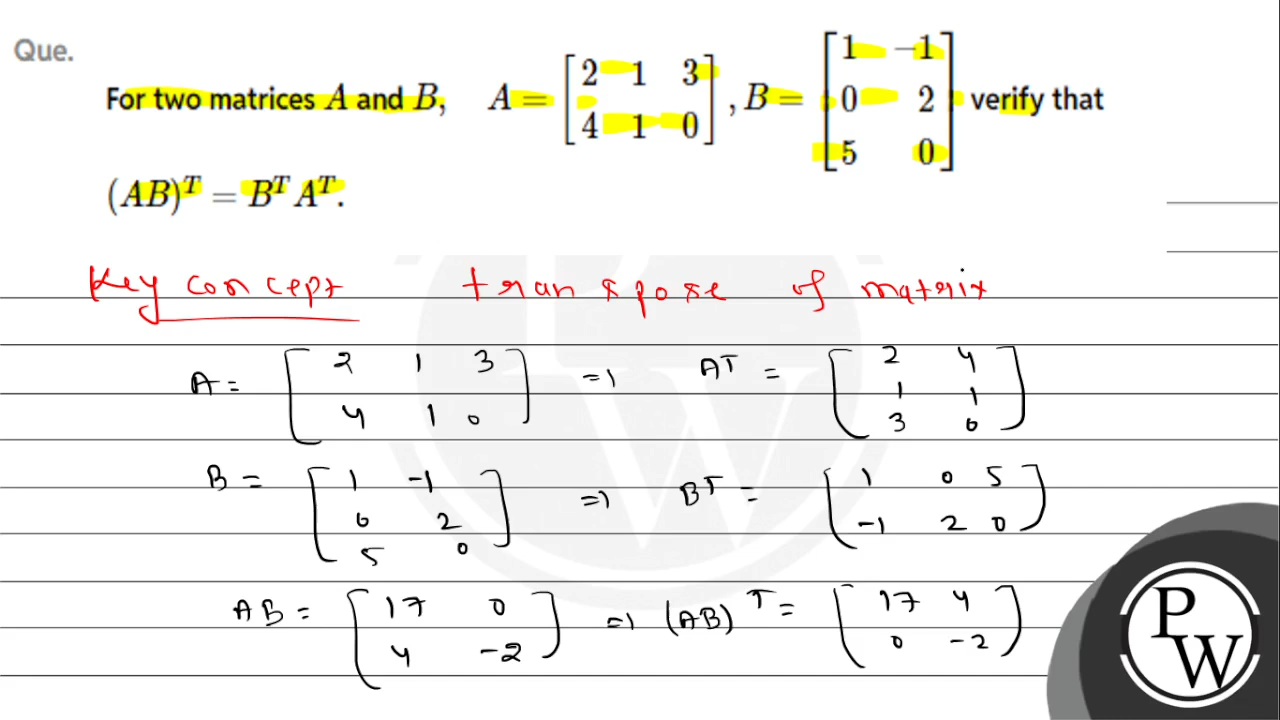 Que.
For two matrices A and B, A = [2 1 3; 4 1 0], B = [1 −1; 0 2; 5 0] verify that
(AB)^T = B^T A^T.
Key concept transpose of matrix
A = [2 1 3; 4 1 0] ⇒ A^T = [2 4; 1 1; 3 0]
B = [1 -1; 0 2; 5 0] ⇒ B^T = [1 0 5; -1 2 0]
AB = [17 0; 4 -2] ⇒ (AB)^T = [17 4; 0 -2]
PW